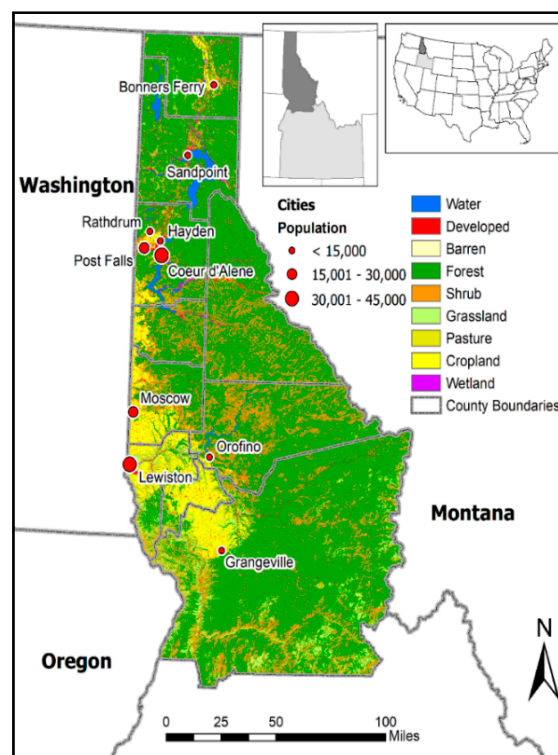 Bonners Ferry
Sandpoint
Washington
Rathdrum
Hayden
Post Falls
Coeur d'Alene
Cities
Population
< 15,000
15,001 - 30,000
30,001 - 45,000
Water
Developed
Barren
Forest
Shrub
Grassland
Pasture
Cropland
Wetland
County Boundaries
Moscow
Orofino
Lewiston
Montana
Grangeville
Oregon
N
0 25 50 100
Miles